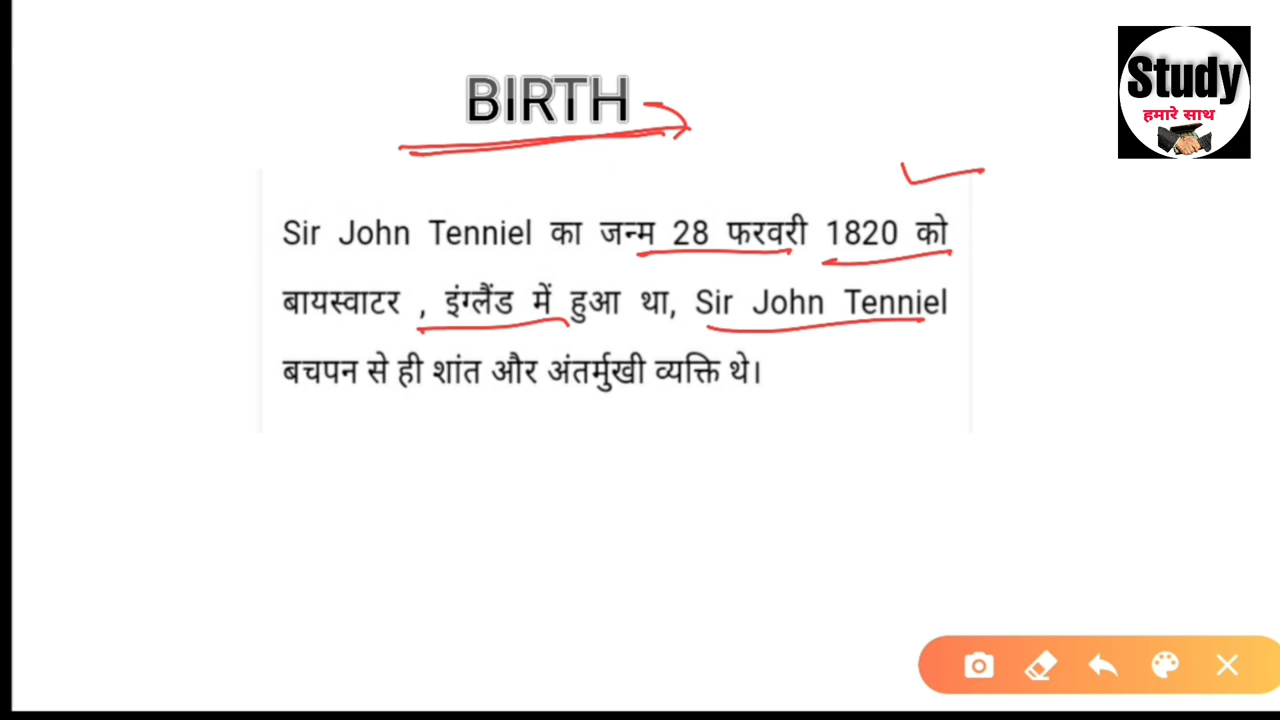 BIRTH
Study
हमारे साथ
Sir John Tenniel का जन्म 28 फरवरी 1820 को
बायस्वाटर , इंग्लैंड में हुआ था, Sir John Tenniel
बचपन से ही शांत और अंतर्मुखी व्यक्ति थे।